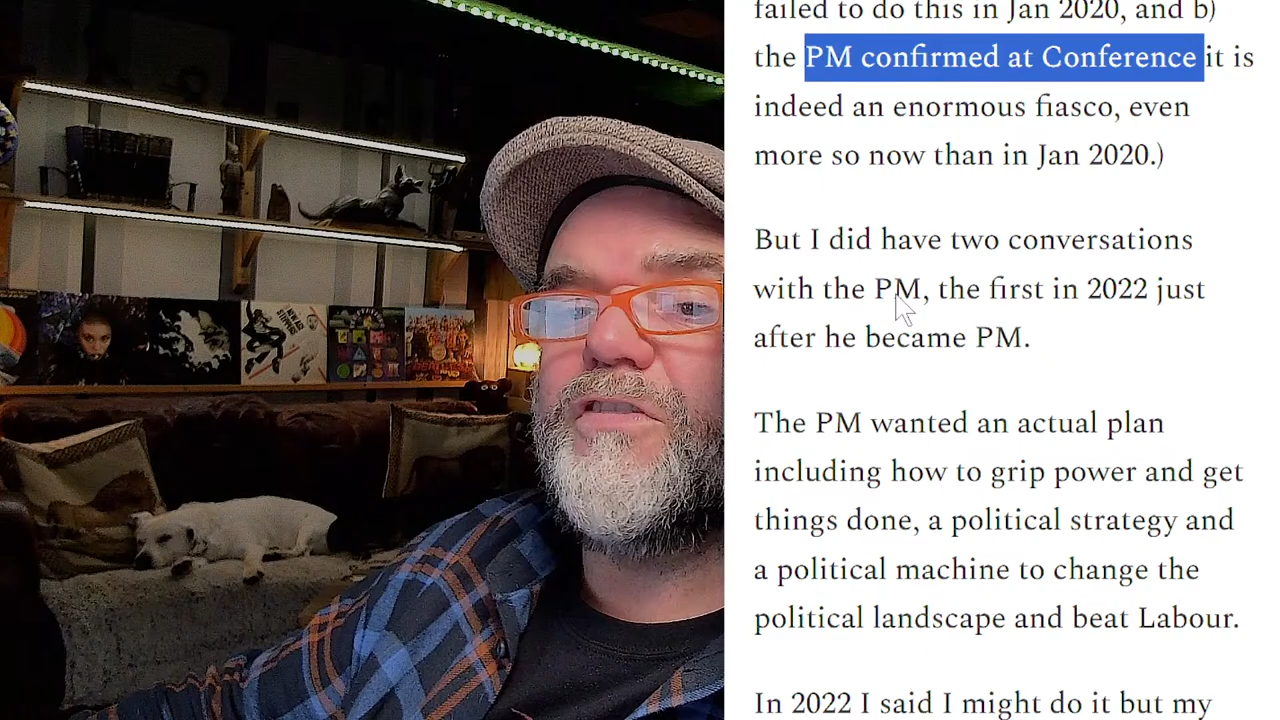 failed to do this in Jan 2020, and b)
the PM confirmed at Conference it is
indeed an enormous fiasco, even
more so now than in Jan 2020.)
But I did have two conversations
with the PM, the first in 2022 just
after he became PM.
The PM wanted an actual plan
including how to grip power and get
things done, a political strategy and
a political machine to change the
political landscape and beat Labour.
In 2022 I said I might do it but my